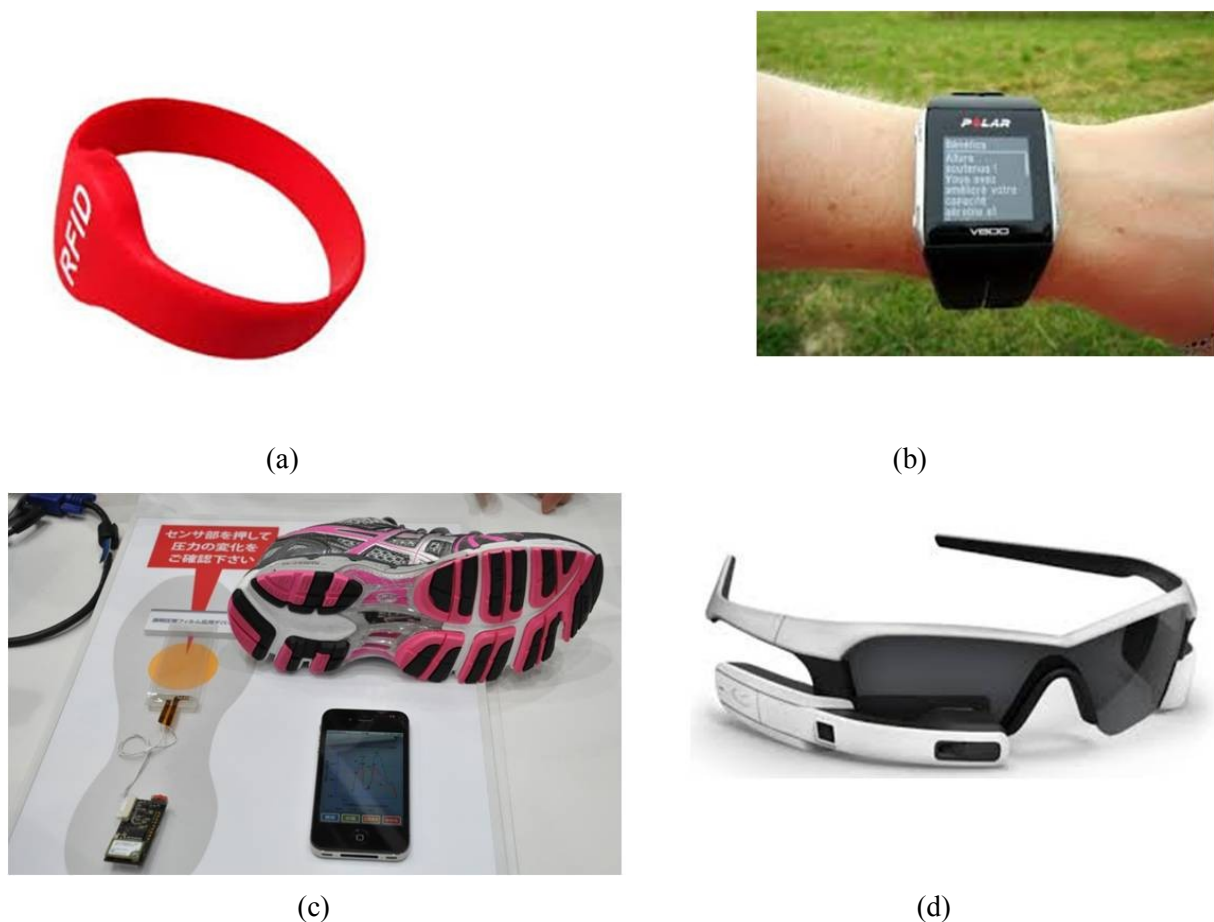 RFID
POLAR
Bénéfice
Allure
soutenue !
Vous avez
amélioré votre
capacité
aérobie et
V800
(a)
(b)
センサ部を押して
圧力の変化を
ご確認下さい
(c)
(d)